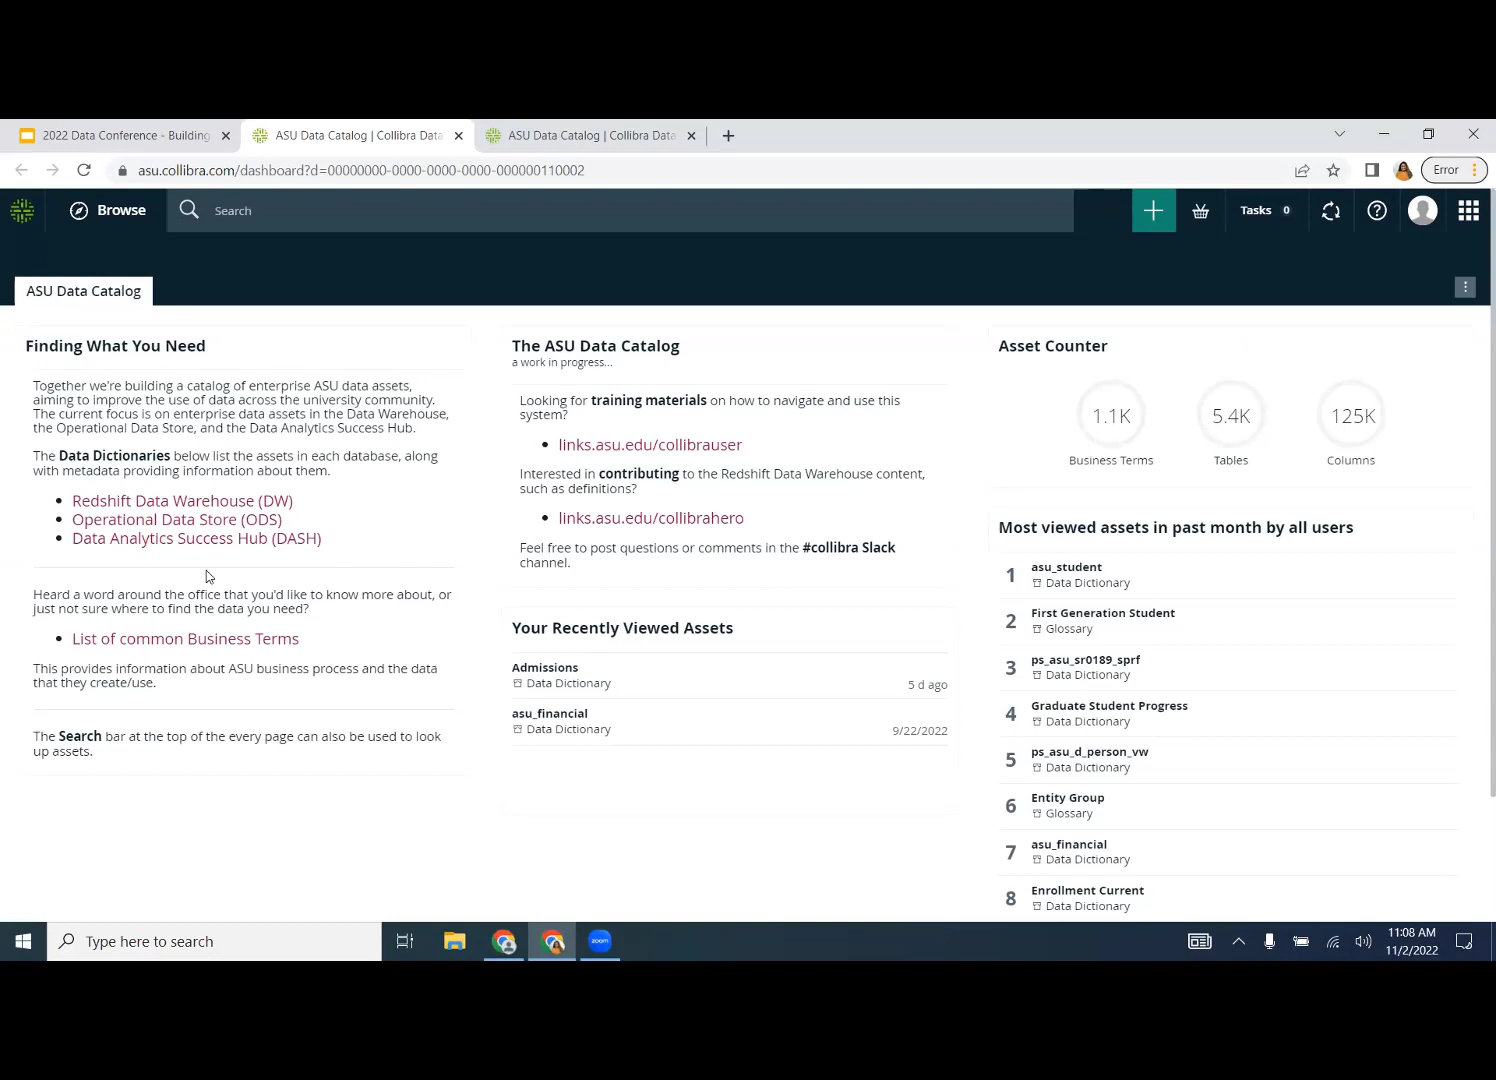 2022 Data Conference - Building
ASU Data Catalog | Collibra Data
ASU Data Catalog | Collibra Data
asu.collibra.com/dashboard?d=00000000-0000-0000-0000-000000110002
Error
Browse
Search
Tasks 0
ASU Data Catalog
Finding What You Need
Together we're building a catalog of enterprise ASU data assets,
aiming to improve the use of data across the university community.
The current focus is on enterprise data assets in the Data Warehouse,
the Operational Data Store, and the Data Analytics Success Hub.
The Data Dictionaries below list the assets in each database, along
with metadata providing information about them.
• Redshift Data Warehouse (DW)
• Operational Data Store (ODS)
• Data Analytics Success Hub (DASH)
Heard a word around the office that you'd like to know more about, or
just not sure where to find the data you need?
• List of common Business Terms
This provides information about ASU business process and the data
that they create/use.
The Search bar at the top of the every page can also be used to look
up assets.
The ASU Data Catalog
a work in progress...
Looking for training materials on how to navigate and use this
system?
• links.asu.edu/collibrauser
Interested in contributing to the Redshift Data Warehouse content,
such as definitions?
• links.asu.edu/collibrahero
Feel free to post questions or comments in the #collibra Slack
channel.
Your Recently Viewed Assets
Admissions
Data Dictionary
5 d ago
asu_financial
Data Dictionary
9/22/2022
Asset Counter
1.1K
5.4K
125K
Business Terms
Tables
Columns
Most viewed assets in past month by all users
1 asu_student
Data Dictionary
2 First Generation Student
Glossary
3 ps_asu_sr0189_sprf
Data Dictionary
4 Graduate Student Progress
Data Dictionary
5 ps_asu_d_person_vw
Data Dictionary
6 Entity Group
Glossary
7 asu_financial
Data Dictionary
8 Enrollment Current
Data Dictionary
Type here to search
zoom
11:08 AM
11/2/2022